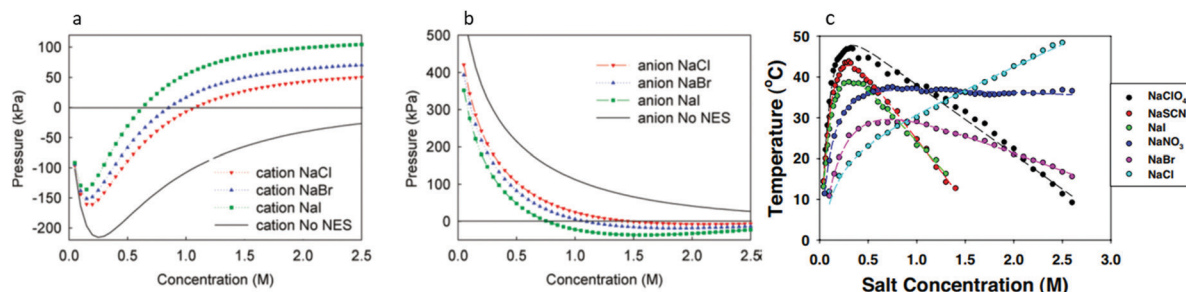 a
100
50
0
-50
-100
-150
-200
Pressure (kPa)
cation NaCl
cation NaBr
cation NaI
cation No NES
0.0 0.5 1.0 1.5 2.0 2.5
Concentration (M)
b
500
400
300
200
100
0
Pressure (kPa)
anion NaCl
anion NaBr
anion NaI
anion No NES
0.0 0.5 1.0 1.5 2.0 2.5
Concentration (M)
c
50
40
30
20
10
0
Temperature (°C)
0.0 0.5 1.0 1.5 2.0 2.5 3.0
Salt Concentration (M)
NaClO4
NaSCN
NaI
NaNO3
NaBr
NaCl